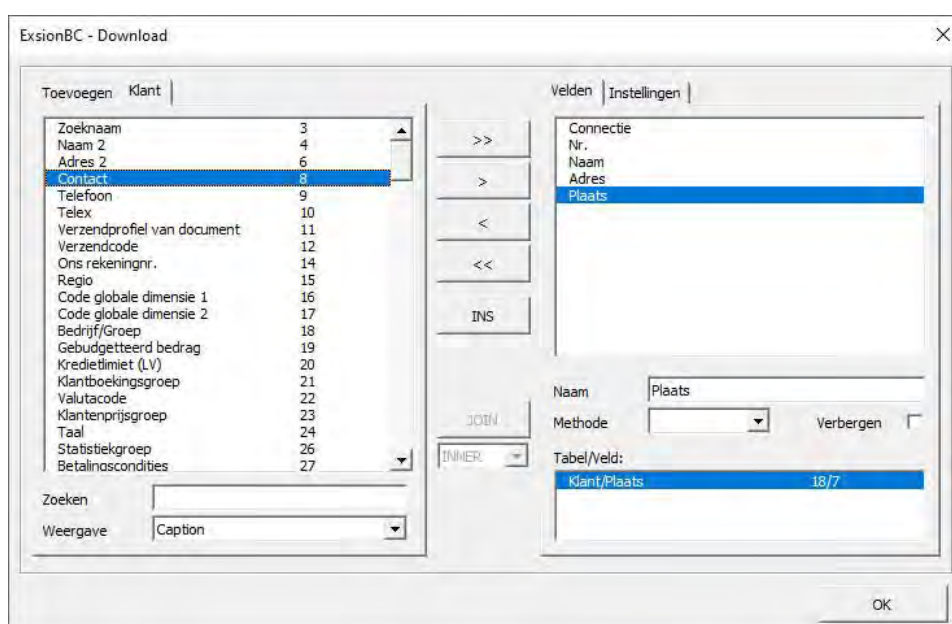 ExsionBC - Download
Toevoegen Klant
Zoeknaam 3
Naam 2 4
Adres 2 6
Contact 8
Telefoon 9
Telex 10
Verzendprofiel van document 11
Verzendcode 12
Ons rekeningnr. 14
Regio 15
Code globale dimensie 1 16
Code globale dimensie 2 17
Bedrijf/Groep 18
Gebudgetteerd bedrag 19
Kredietlimiet (LV) 20
Klantboekingsgroep 21
Valutacode 22
Klantenprijsgroep 23
Taal 24
Statistiekgroep 26
Betalingscondities 27
Zoeken
Weergave Caption
>>
>
<
<<
INS
JOIN
INNER
Velden Instellingen
Connectie
Nr.
Naam
Adres
Plaats
Naam Plaats
Methode Verbergen
Tabel/Veld:
Klant/Plaats 18/7
OK